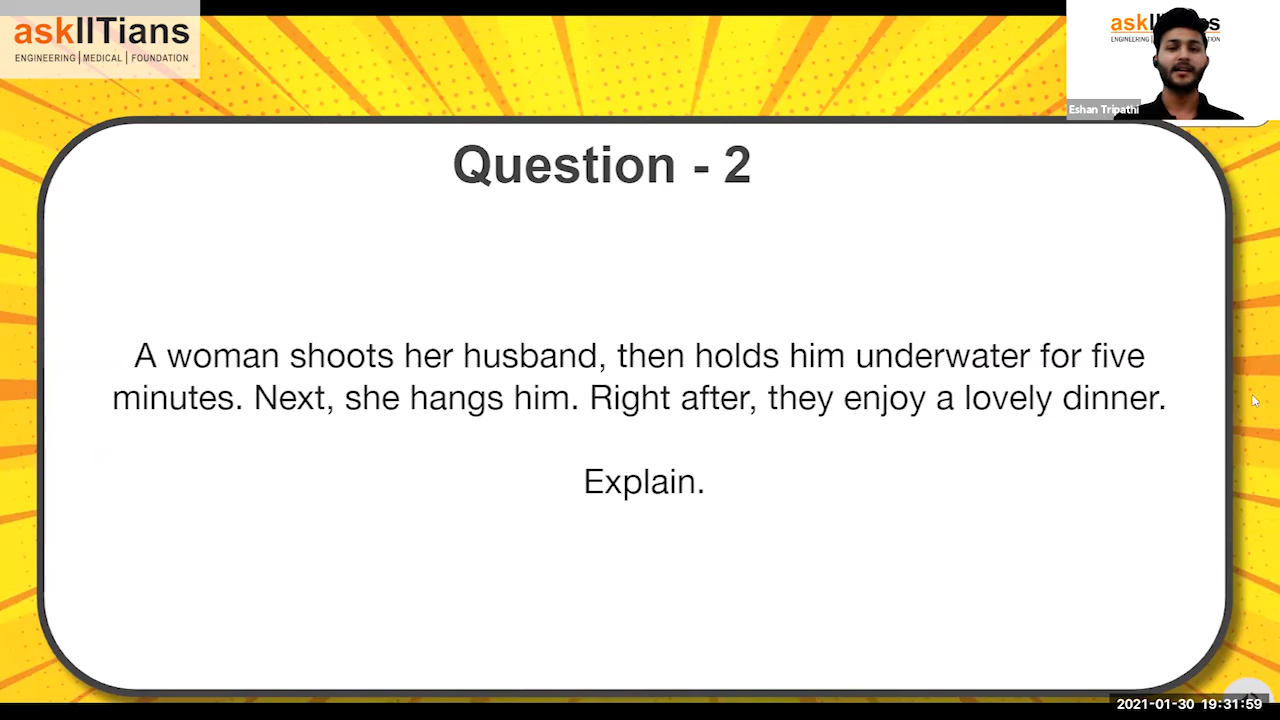 askIITians
ENGINEERING | MEDICAL | FOUNDATION
Eshan Tripathi
Question - 2
A woman shoots her husband, then holds him underwater for five
minutes. Next, she hangs him. Right after, they enjoy a lovely dinner.
Explain.
2021-01-30 19:31:59